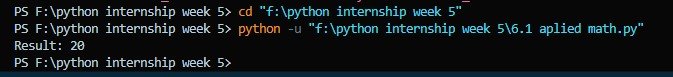 PS F:\python internship week 5> cd "f:\python internship week 5"
PS F:\python internship week 5> python -u "f:\python internship week 5\6.1 aplied math.py"
Result: 20
PS F:\python internship week 5>